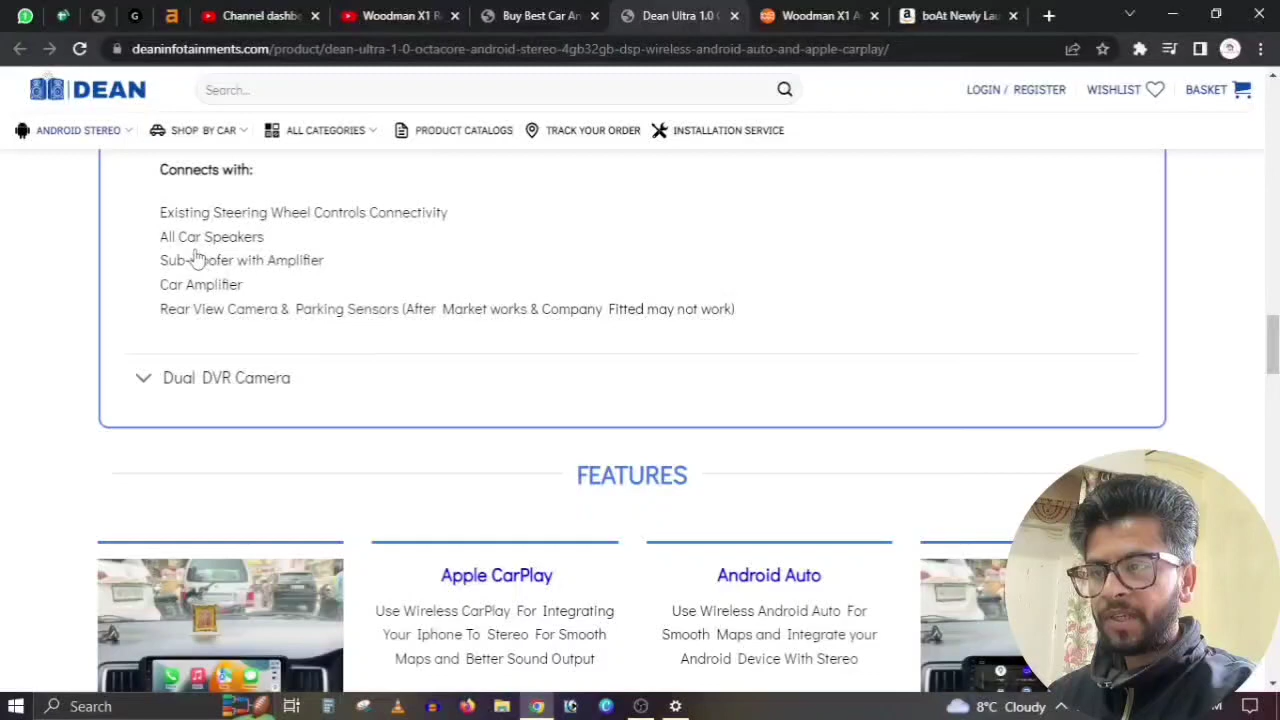 Channel dashb
Woodman X1 R
Buy Best Car An
Dean Ultra 1.0
Woodman X1 A
boAt Newly Lau
deaninfotainments.com/product/dean-ultra-1-0-octacore-android-stereo-4gb32gb-dsp-wireless-android-auto-and-apple-carplay/
DEAN
Search...
LOGIN / REGISTER
WISHLIST
BASKET
ANDROID STEREO
SHOP BY CAR
ALL CATEGORIES
PRODUCT CATALOGS
TRACK YOUR ORDER
INSTALLATION SERVICE
Connects with:
Existing Steering Wheel Controls Connectivity
All Car Speakers
Sub-woofer with Amplifier
Car Amplifier
Rear View Camera & Parking Sensors (After Market works & Company Fitted may not work)
Dual DVR Camera
FEATURES
Apple CarPlay
Use Wireless CarPlay For Integrating
Your Iphone To Stereo For Smooth
Maps and Better Sound Output
Android Auto
Use Wireless Android Auto For
Smooth Maps and Integrate your
Android Device With Stereo
Search
8°C Cloudy